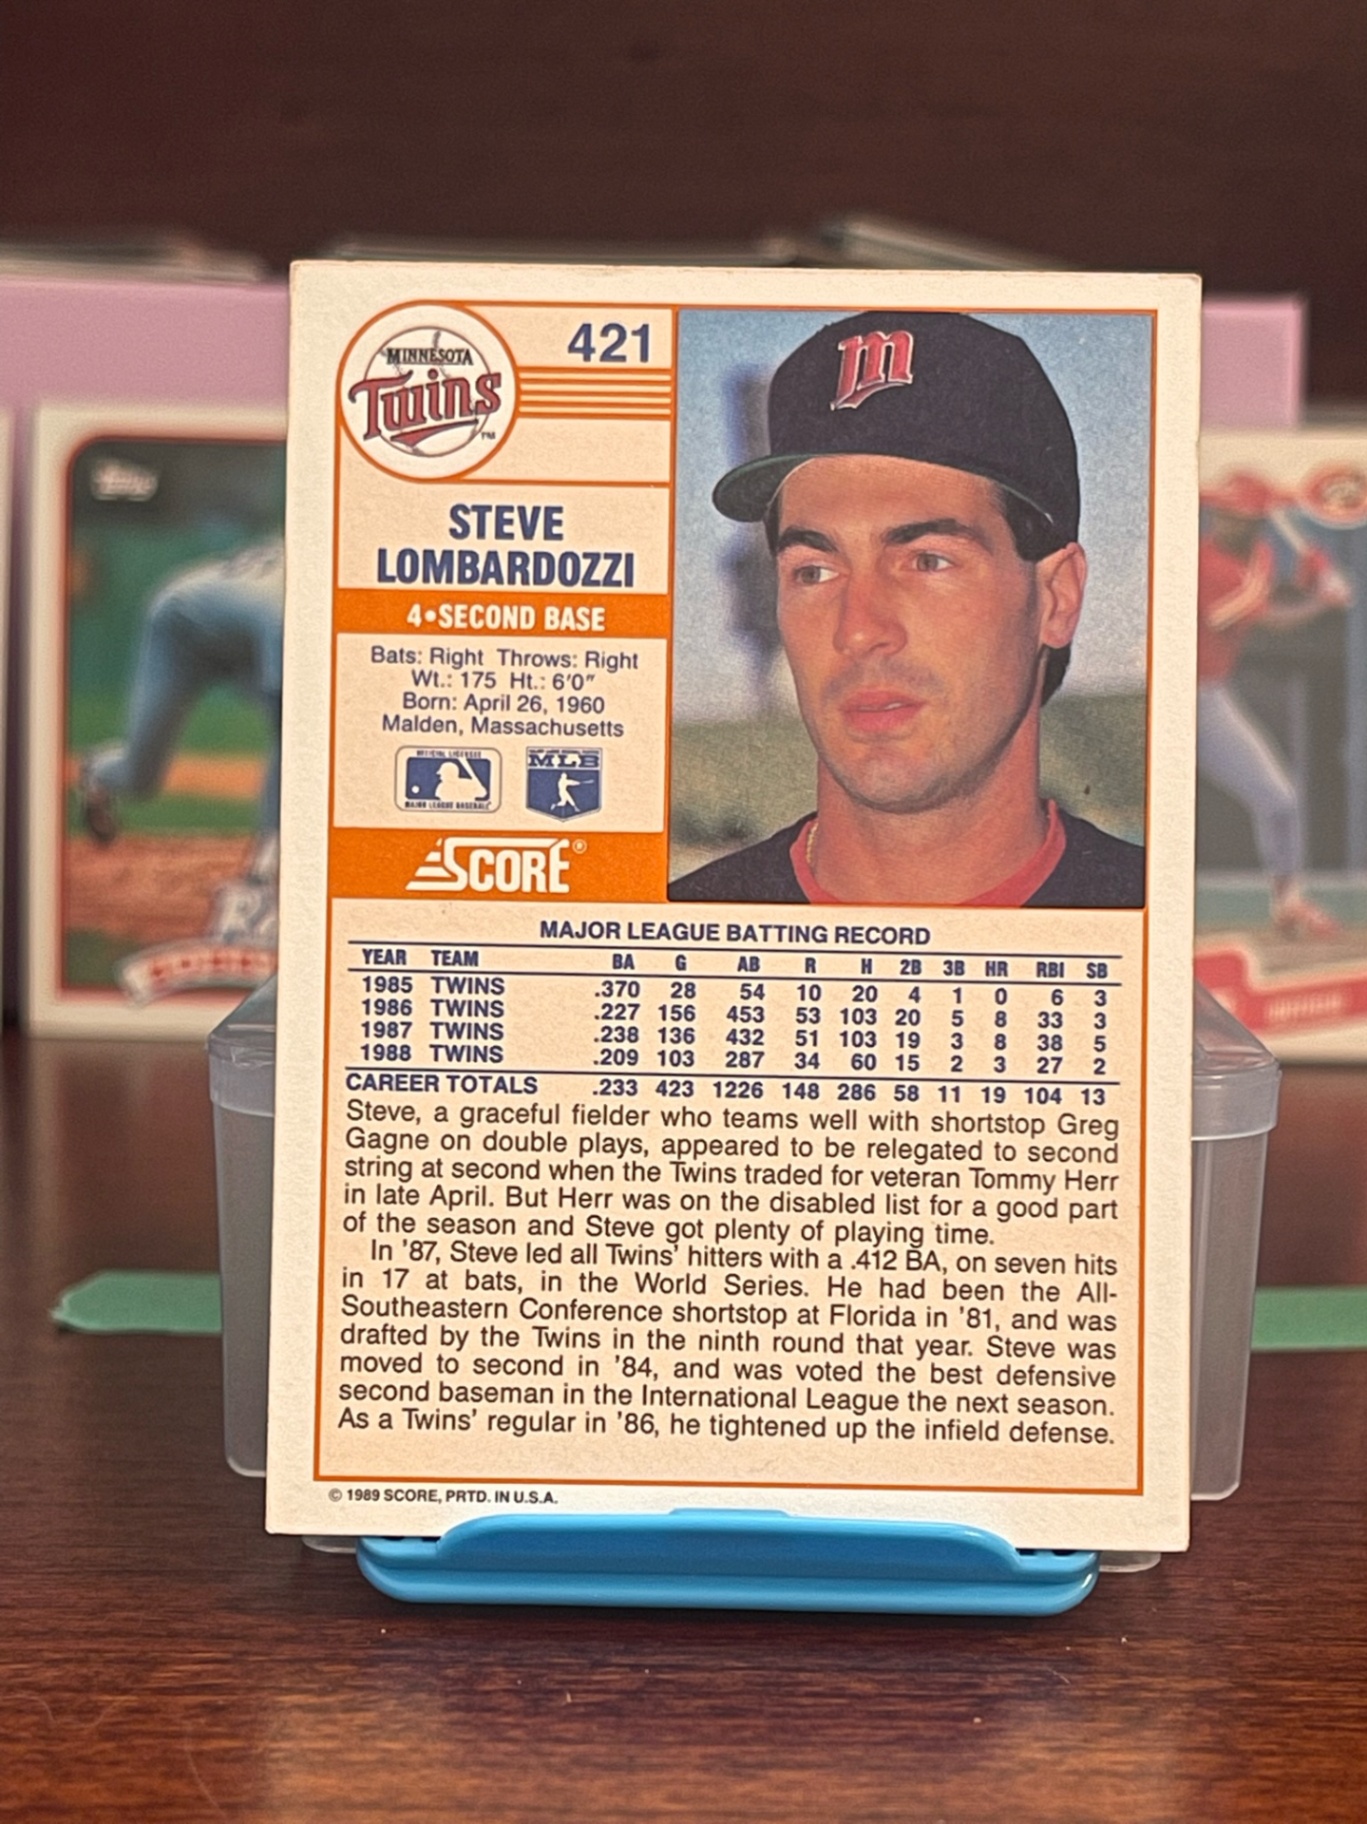 421
MINNESOTA
Twins
TM
m
STEVE
LOMBARDOZZI
4•SECOND BASE
Bats: Right Throws: Right
Wt.: 175 Ht.: 6'0"
Born: April 26, 1960
Malden, Massachusetts
MAJOR LEAGUE BASEBALL
MLB
SCORE®
MAJOR LEAGUE BATTING RECORD
YEAR TEAM BA G AB R H 2B 3B HR RBI SB
1985 TWINS .370 28 54 10 20 4 1 0 6 3
1986 TWINS .227 156 453 53 103 20 5 8 33 3
1987 TWINS .238 136 432 51 103 19 3 8 38 5
1988 TWINS .209 103 287 34 60 15 2 3 27 2
CAREER TOTALS .233 423 1226 148 286 58 11 19 104 13
Steve, a graceful fielder who teams well with shortstop Greg
Gagne on double plays, appeared to be relegated to second
string at second when the Twins traded for veteran Tommy Herr
in late April. But Herr was on the disabled list for a good part
of the season and Steve got plenty of playing time.
In '87, Steve led all Twins' hitters with a .412 BA, on seven hits
in 17 at bats, in the World Series. He had been the All-
Southeastern Conference shortstop at Florida in '81, and was
drafted by the Twins in the ninth round that year. Steve was
moved to second in '84, and was voted the best defensive
second baseman in the International League the next season.
As a Twins' regular in '86, he tightened up the infield defense.
© 1989 SCORE, PRTD. IN U.S.A.
Topps